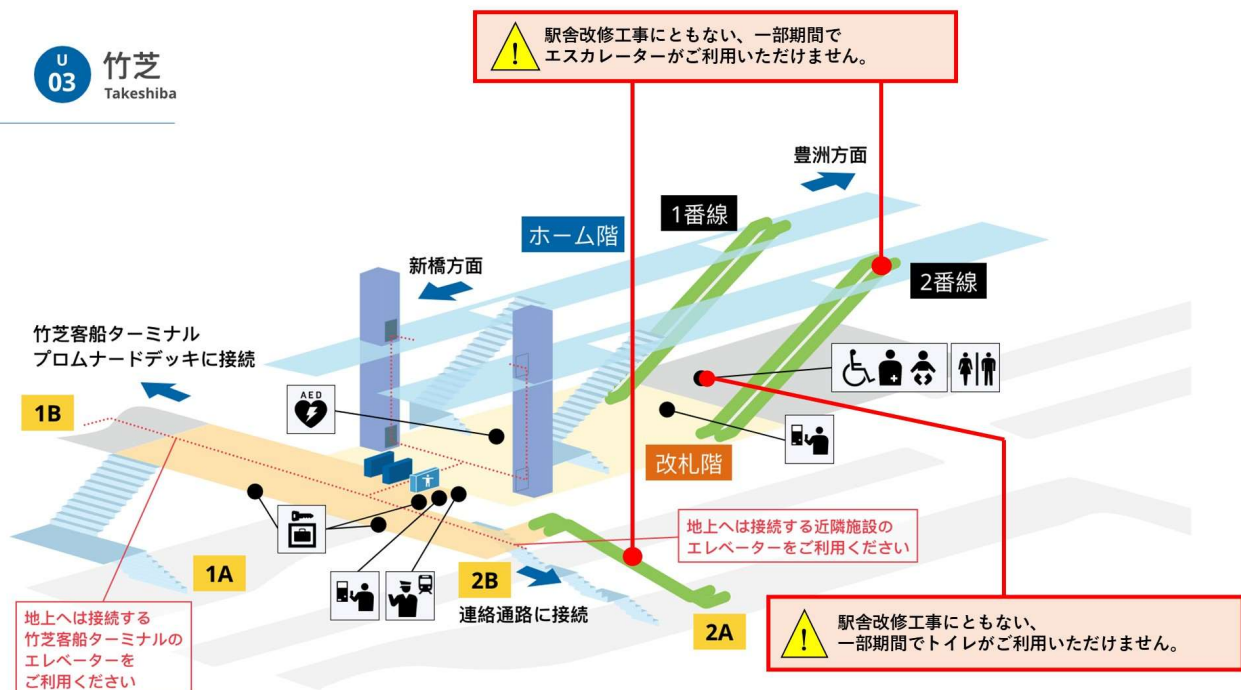 U
03
竹芝
Takeshiba
駅舎改修工事にともない、一部期間で
エスカレーターがご利用いただけません。
豊洲方面
1番線
ホーム階
新橋方面
2番線
竹芝客船ターミナル
プロムナードデッキに接続
1B
AED
改札階
地上へは接続する近隣施設の
エレベーターをご利用ください
1A
2B
連絡通路に接続
2A
地上へは接続する
竹芝客船ターミナルの
エレベーターを
ご利用ください
駅舎改修工事にともない、
一部期間でトイレがご利用いただけません。